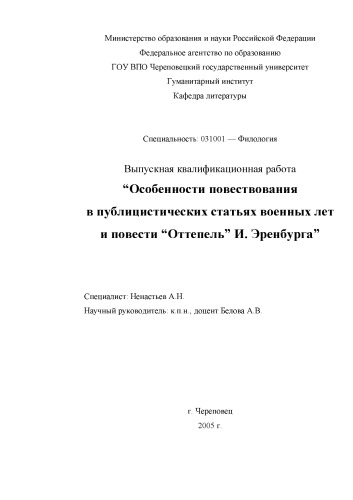 Министерство образования и науки Российской Федерации
Федеральное агентство по образованию
ГОУ ВПО Череповецкий государственный университет
Гуманитарный институт
Кафедра литературы
Специальность: 031001 — Филология
Выпускная квалификационная работа
“Особенности повествования
в публицистических статьях военных лет
и повести “Оттепель” И. Эренбурга”
Специалист: Ненастьев А.Н.
Научный руководитель: к.п.н., доцент Белова А.В.
г. Череповец
2005 г.